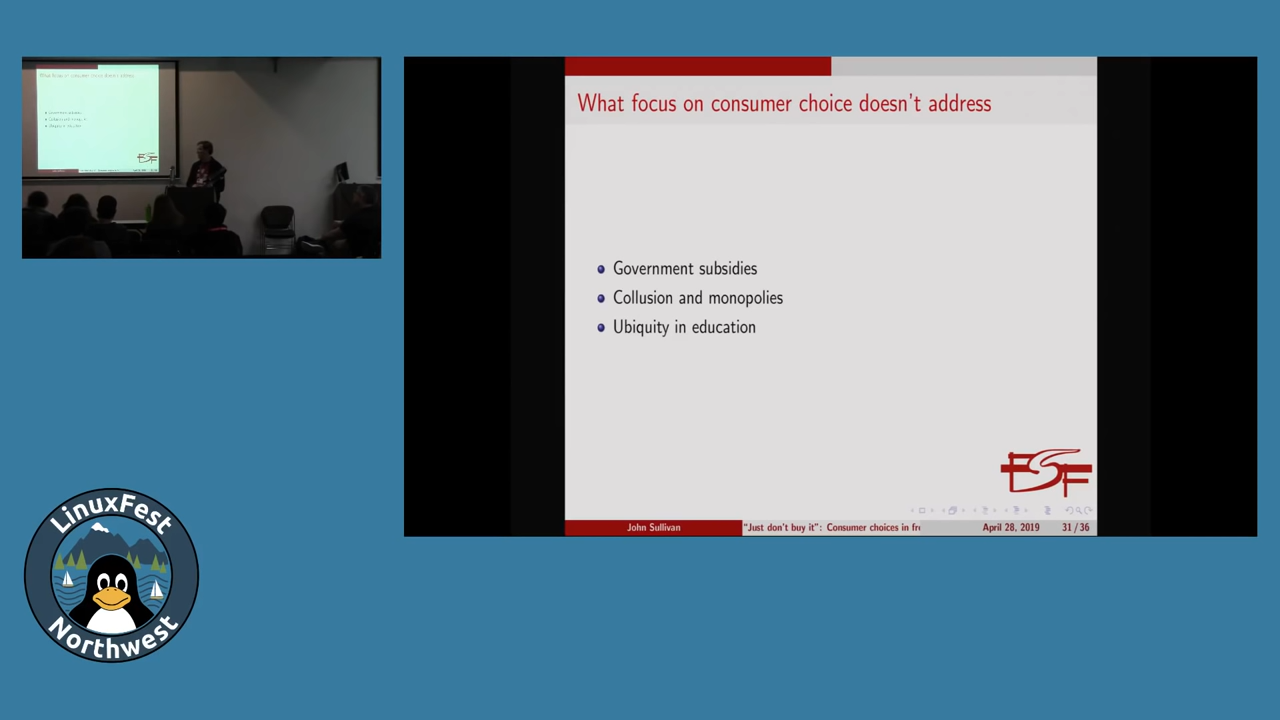 What focus on consumer choice doesn't address
Government subsidies
Collusion and monopolies
Ubiquity in education
FSF
John Sullivan
"Just don't buy it": Consumer choices in fr
April 28, 2019
31 / 36
LinuxFest
Northwest